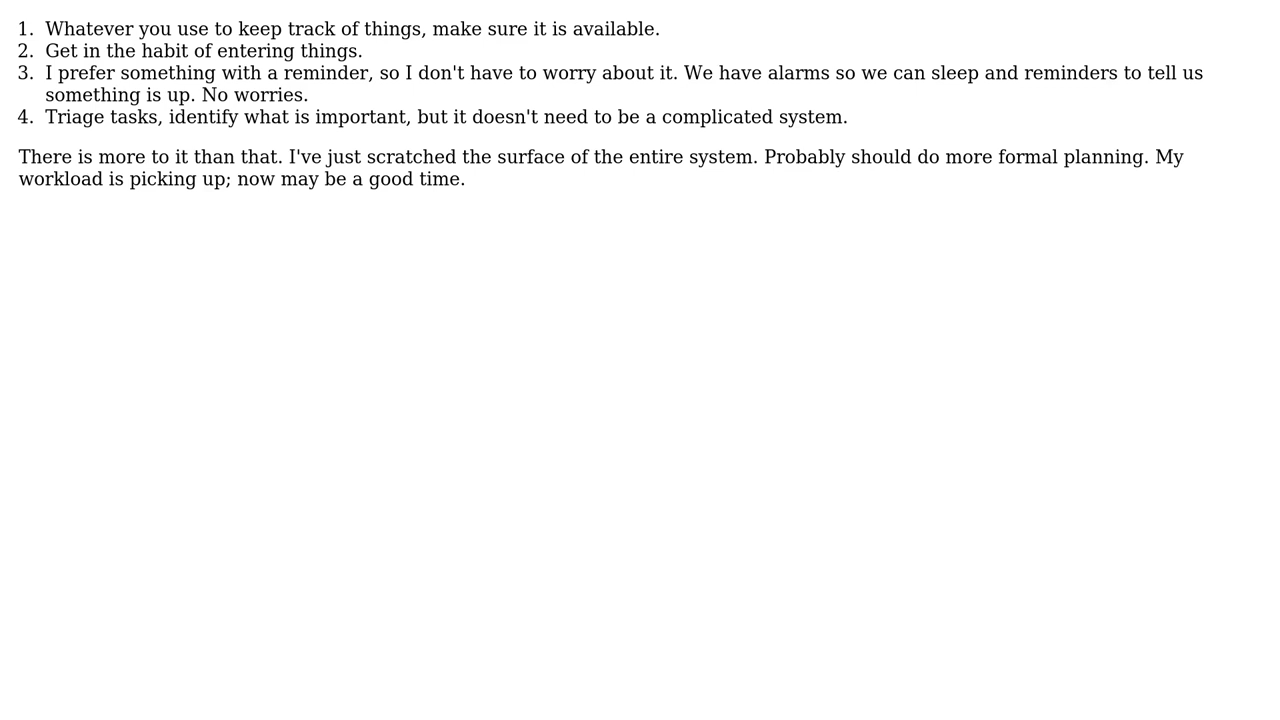 1. Whatever you use to keep track of things, make sure it is available.
2. Get in the habit of entering things.
3. I prefer something with a reminder, so I don't have to worry about it. We have alarms so we can sleep and reminders to tell us
something is up. No worries.
4. Triage tasks, identify what is important, but it doesn't need to be a complicated system.
There is more to it than that. I've just scratched the surface of the entire system. Probably should do more formal planning. My
workload is picking up; now may be a good time.